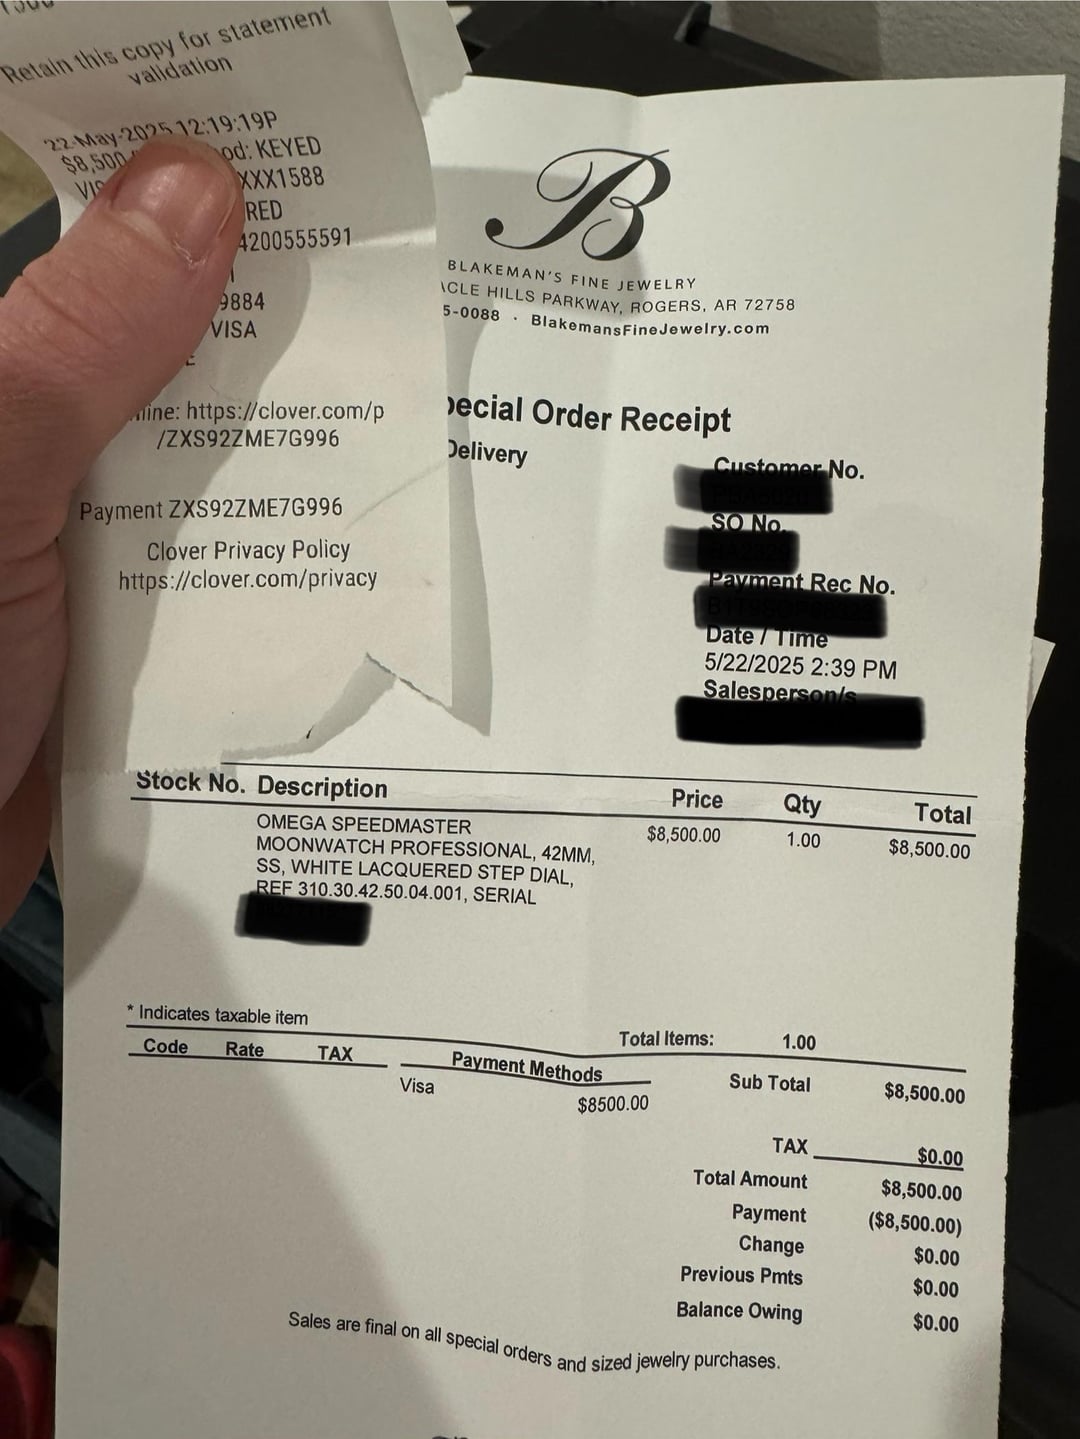 Retain this copy for statement
validation
22-May-2025 12:19:19P
$8,500 od: KEYED
XXX1588
RED
4200555591
9884
VISA
https://clover.com/p
/ZXS92ZME7G996
Payment ZXS92ZME7G996
Clover Privacy Policy
https://clover.com/privacy
B
BLAKEMAN'S FINE JEWELRY
HILLS PARKWAY, ROGERS, AR 72758
5-0088 · BlakemansFineJewelry.com
pecial Order Receipt
Delivery
Customer No.
SO No.
Payment Rec No.
Date / Time
5/22/2025 2:39 PM
Salesperson/s
Stock No. Description Price Qty Total
OMEGA SPEEDMASTER $8,500.00 1.00 $8,500.00
MOONWATCH PROFESSIONAL, 42MM,
SS, WHITE LACQUERED STEP DIAL,
REF 310.30.42.50.04.001, SERIAL
* Indicates taxable item
Total Items: 1.00
Code Rate TAX Payment Methods
Visa $8500.00
Sub Total $8,500.00
TAX $0.00
Total Amount $8,500.00
Payment ($8,500.00)
Change $0.00
Previous Pmts $0.00
Balance Owing $0.00
Sales are final on all special orders and sized jewelry purchases.